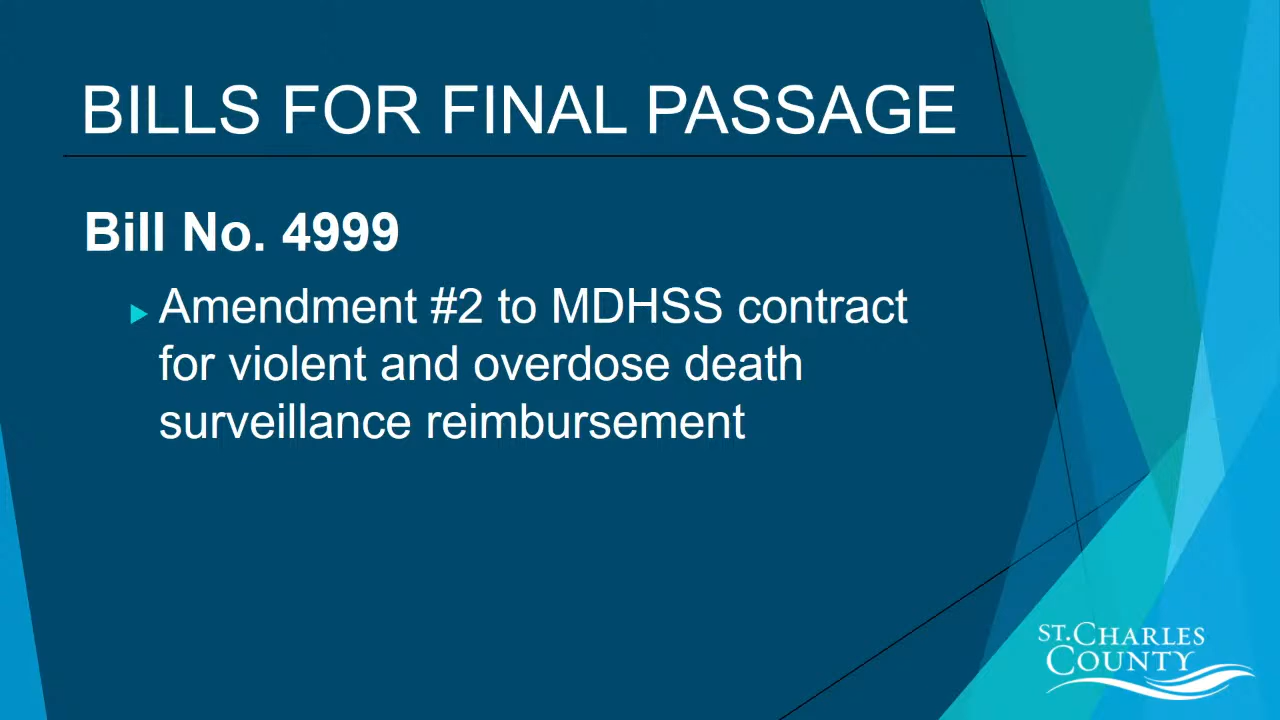 BILLS FOR FINAL PASSAGE
Bill No. 4999
Amendment #2 to MDHSS contract
for violent and overdose death
surveillance reimbursement
ST. CHARLES
COUNTY